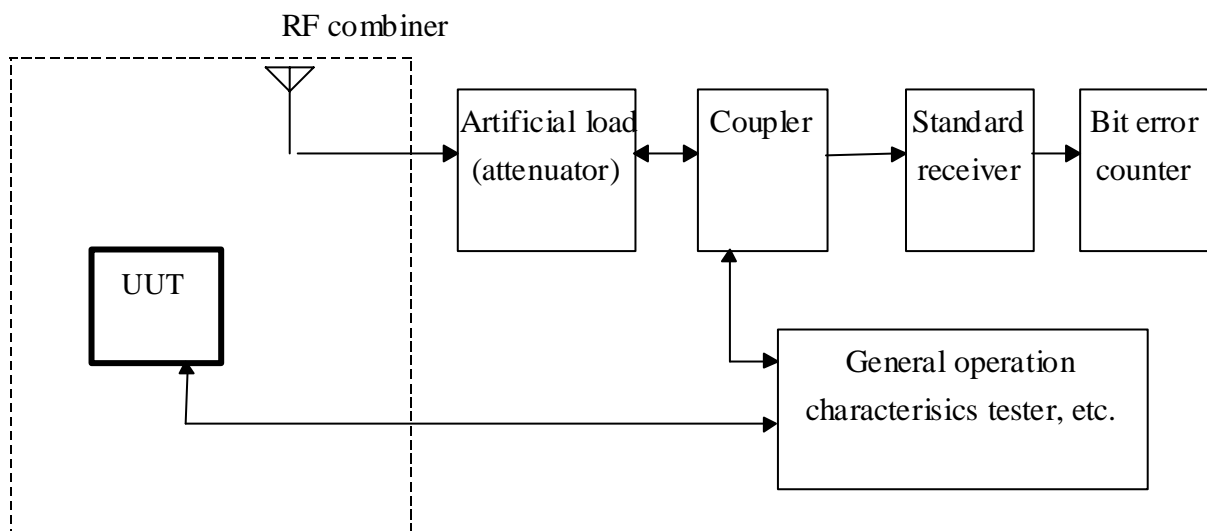 RF combiner
Artificial load
(attenuator)
Coupler
Standard
receiver
Bit error
counter
UUT
General operation
characterisics tester, etc.